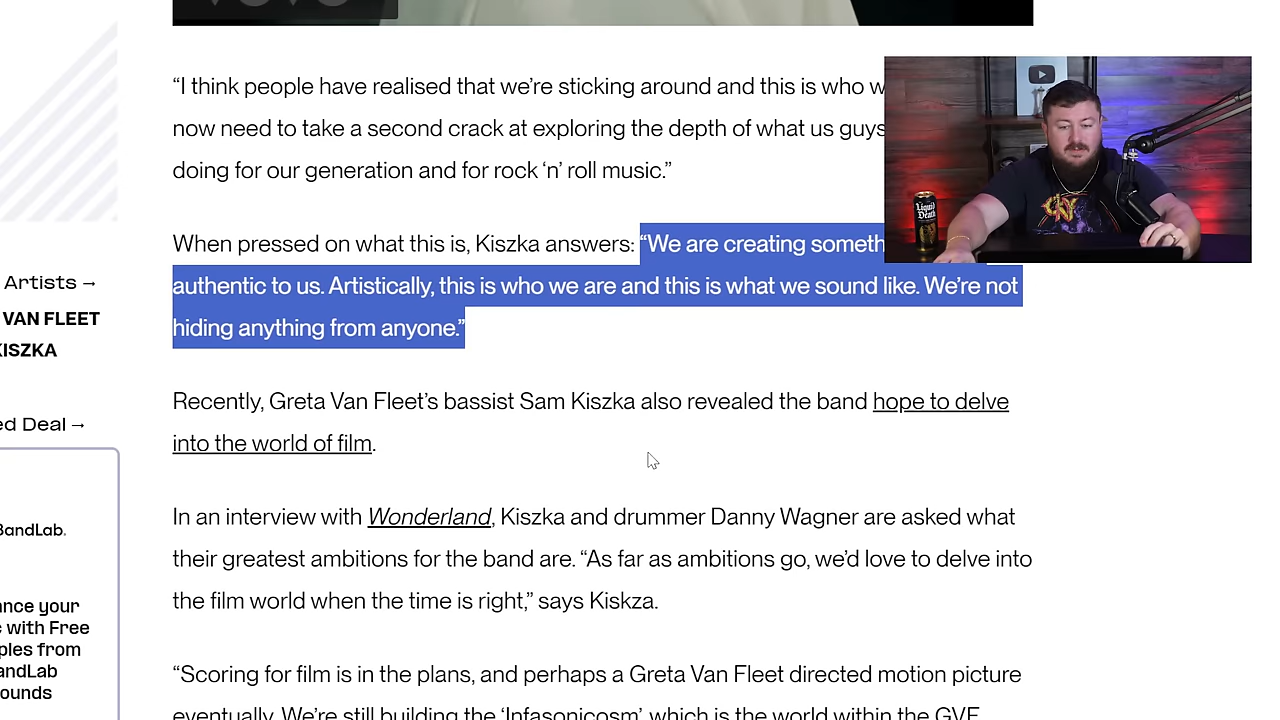 “I think people have realised that we’re sticking around and this is who w
now need to take a second crack at exploring the depth of what us guys
doing for our generation and for rock ‘n’ roll music.”
When pressed on what this is, Kiszka answers: “We are creating someth
authentic to us. Artistically, this is who we are and this is what we sound like. We’re not
hiding anything from anyone.”
Artists →
VAN FLEET
KISZKA
Recently, Greta Van Fleet’s bassist Sam Kiszka also revealed the band hope to delve
into the world of film.
ed Deal →
In an interview with Wonderland, Kiszka and drummer Danny Wagner are asked what
their greatest ambitions for the band are. “As far as ambitions go, we’d love to delve into
the film world when the time is right,” says Kiskza.
BandLab.
ance your
with Free
ples from
andLab
ounds
“Scoring for film is in the plans, and perhaps a Greta Van Fleet directed motion picture
eventually. We’re still building the ‘Infasonicosm’, which is the world within the GVF
Liquid
Death